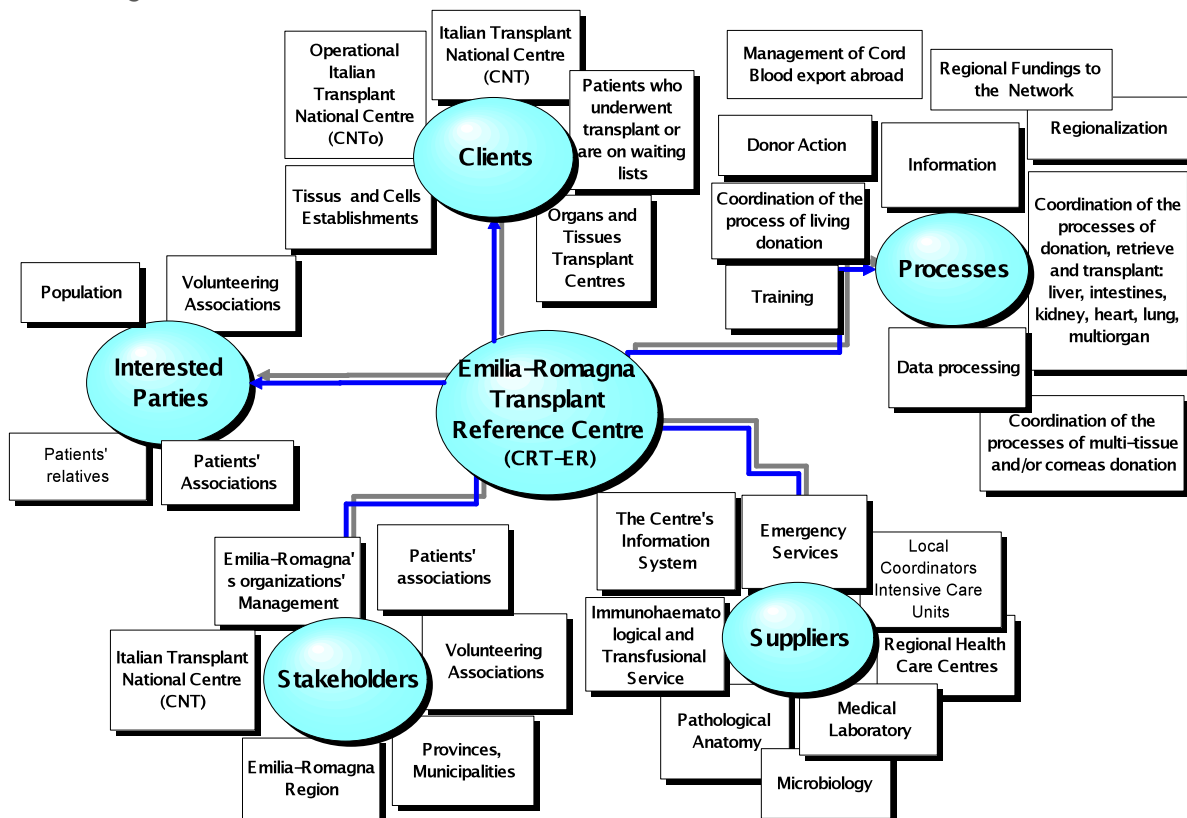 Operational
Italian
Transplant
National Centre
(CNTo)
Italian Transplant
National Centre
(CNT)
Patients who
underwent
transplant or
are on waiting
lists
Clients
Tissus and Cells
Establishments
Organs and
Tissues
Transplant
Centres
Management of Cord
Blood export abroad
Regional Fundings to
the Network
Regionalization
Donor Action
Information
Coordination of the
process of living
donation
Coordination of the
processes of
donation, retrieve
and transplant:
liver, intestines,
kidney, heart, lung,
multiorgan
Processes
Training
Data processing
Coordination of the
processes of multi-tissue
and/or corneas donation
Population
Volunteering
Associations
Interested
Parties
Patients'
relatives
Patients'
Associations
Emilia-Romagna
Transplant
Reference Centre
(CRT-ER)
Emilia-Romagna'
s organizations'
Management
Patients'
associations
Italian Transplant
National Centre
(CNT)
Stakeholders
Volunteering
Associations
Emilia-Romagna
Region
Provinces,
Municipalities
The Centre's
Information
System
Emergency
Services
Local
Coordinators
Intensive Care
Units
Immunohaemato
logical and
Transfusional
Service
Suppliers
Regional Health
Care Centres
Pathological
Anatomy
Medical
Laboratory
Microbiology